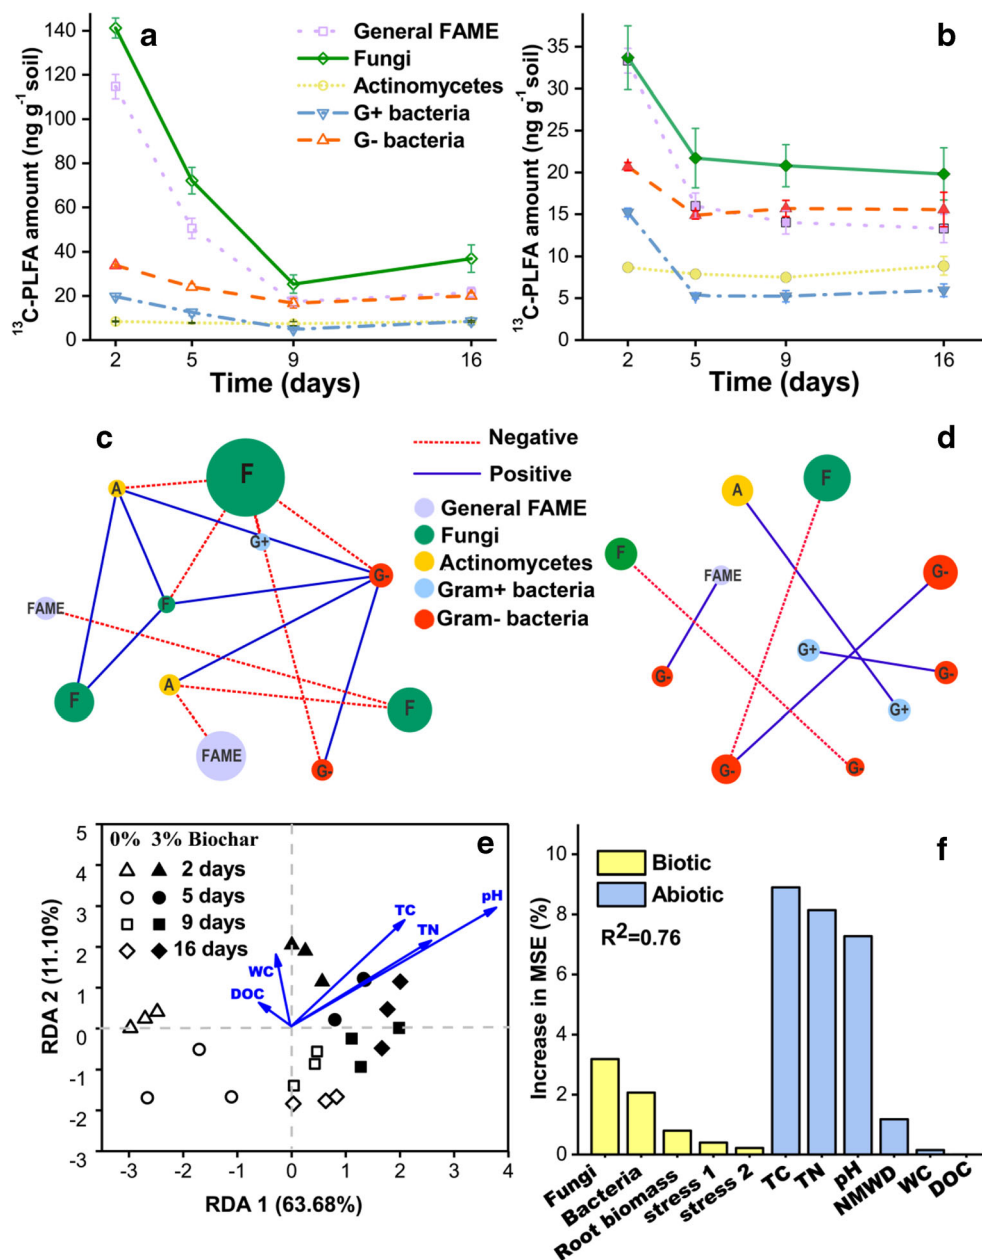 a
General FAME
Fungi
Actinomycetes
G+ bacteria
G- bacteria
¹³C-PLFA amount (ng g⁻¹ soil)
140
120
100
80
60
40
20
0
2 5 9 16
Time (days)
b
¹³C-PLFA amount (ng g⁻¹ soil)
35
30
25
20
15
10
5
0
2 5 9 16
Time (days)
c
F
A
G+
G-
F
FAME
A
F
F
FAME
G-
Negative
Positive
General FAME
Fungi
Actinomycetes
Gram+ bacteria
Gram- bacteria
d
F
A
F
FAME
G-
G+
G-
G-
G+
G-
G-
e
0% 3% Biochar
2 days
5 days
9 days
16 days
pH
TC
TN
WC
DOC
RDA 2 (11.10%)
5
4
3
2
1
0
-1
-2
-3
-3 -2 -1 0 1 2 3 4
RDA 1 (63.68%)
f
Biotic
Abiotic
R²=0.76
Increase in MSE (%)
10
8
6
4
2
0
Fungi
Bacteria
Root biomass
stress 1
stress 2
TC
TN
pH
NMWD
WC
DOC